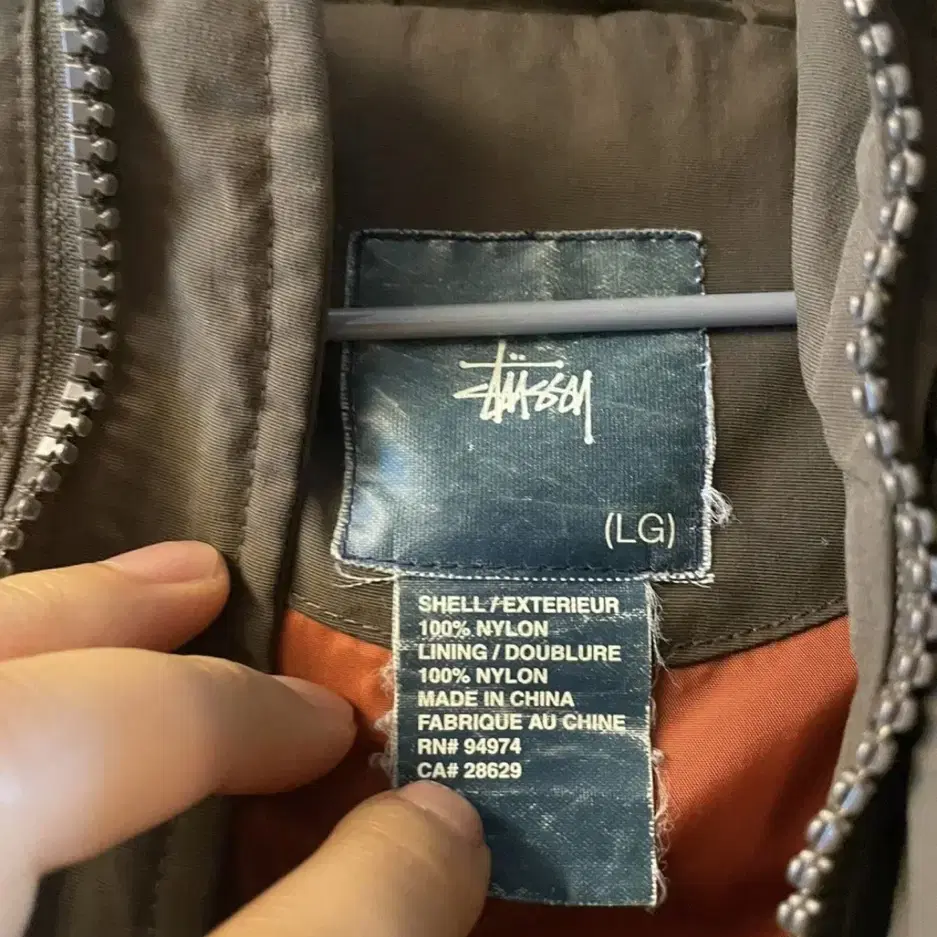 Stüssy
(LG)
SHELL / EXTERIEUR
100% NYLON
LINING / DOUBLURE
100% NYLON
MADE IN CHINA
FABRIQUE AU CHINE
RN# 94974
CA# 28629